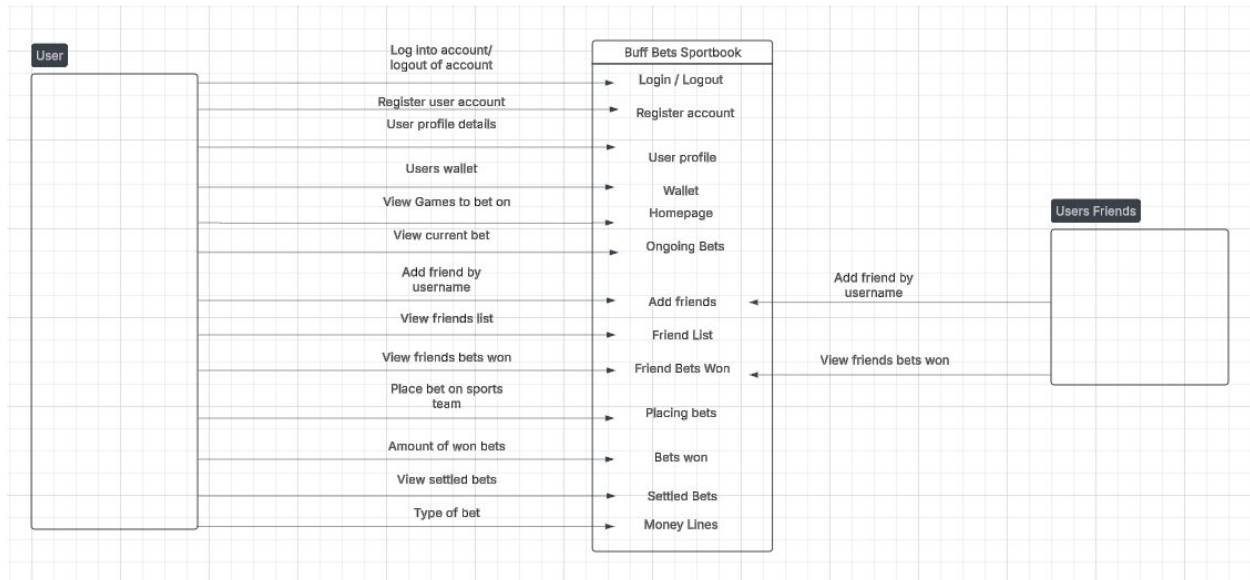 User
Log into account/
logout of account
Buff Bets Sportbook
Login / Logout
Register user account
Register account
User profile details
User profile
Users wallet
Wallet
View Games to bet on
Homepage
Users Friends
View current bet
Ongoing Bets
Add friend by
username
Add friends
Add friend by
username
View friends list
Friend List
View friends bets won
Friend Bets Won
View friends bets won
Place bet on sports
team
Placing bets
Amount of won bets
Bets won
View settled bets
Settled Bets
Type of bet
Money Lines